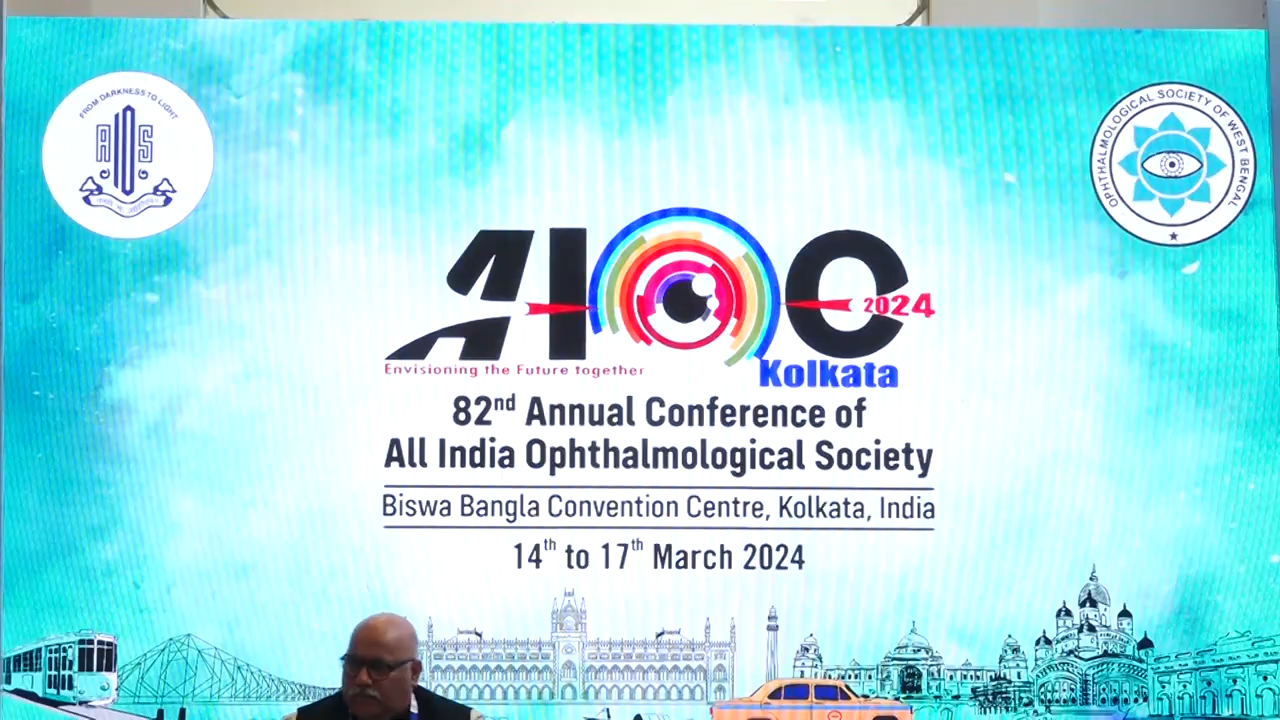 FROM DARKNESS TO LIGHT
AIOS
OPHTHALMOLOGICAL SOCIETY OF WEST BENGAL
AIOC
2024
Envisioning the Future together
Kolkata
82nd Annual Conference of
All India Ophthalmological Society
Biswa Bangla Convention Centre, Kolkata, India
14th to 17th March 2024